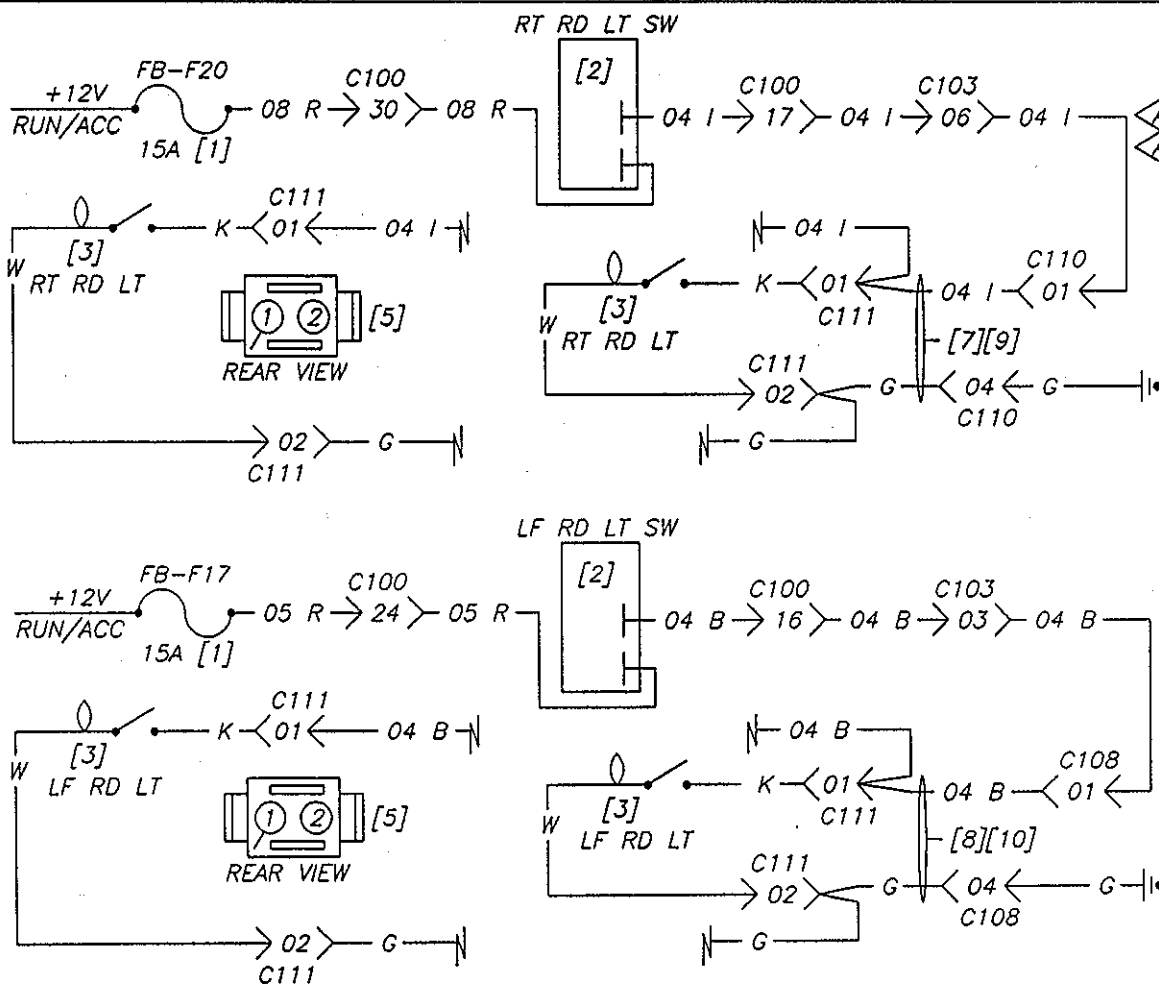 RT RD LT SW
FB-F20
C100
[2]
C100
C103
+12V
08 R
30
08 R
04 I
17
04 I
06
04 I
RUN/ACC
15A [1]
C111
K
01
04 I
04 I
[3]
W
RT RD LT
C110
K
01
04 I
01
[3]
C111
1
2
[5]
W
RT RD LT
[7][9]
REAR VIEW
C111
02
G
04
G
C110
02
G
G
C111
LF RD LT SW
FB-F17
C100
[2]
C100
C103
+12V
05 R
24
05 R
04 B
16
04 B
03
04 B
RUN/ACC
15A [1]
C111
K
01
04 B
04 B
[3]
W
LF RD LT
C108
K
01
04 B
01
[3]
C111
1
2
[5]
W
LF RD LT
[8][10]
REAR VIEW
C111
02
G
04
G
C108
02
G
G
C111